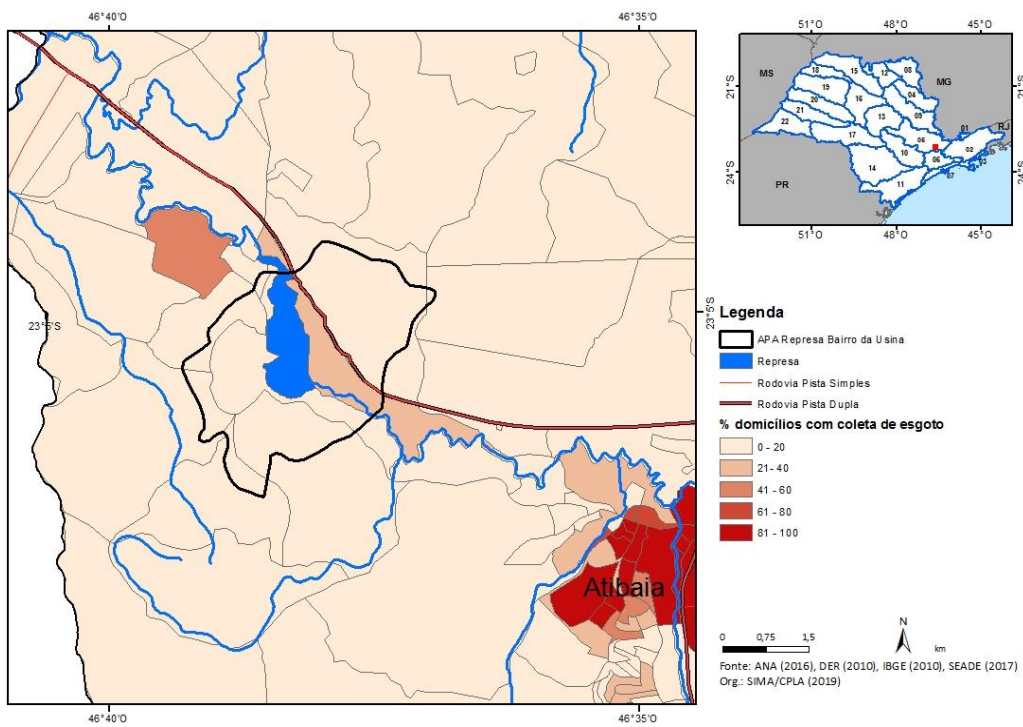 46°40'O
46°35'O
23°5'S
23°5'S
Atibaia
46°40'O
46°35'O
51°O
48°O
45°O
21°S
21°S
24°S
24°S
MS
MG
RJ
PR
18
15
12
08
19
04
16
20
09
21
13
22
17
05
01
10
02
06
03
14
07
11
51°O
48°O
45°O
Legenda
APA Represa Bairro da Usina
Represa
Rodovia Pista Simples
Rodovia Pista Dupla
% domicílios com coleta de esgoto
0 - 20
21 - 40
41 - 60
61 - 80
81 - 100
N
0 0,75 1,5
km
Fonte: ANA (2016), DER (2010), IBGE (2010), SEADE (2017)
Org.: SIMA/CPLA (2019)